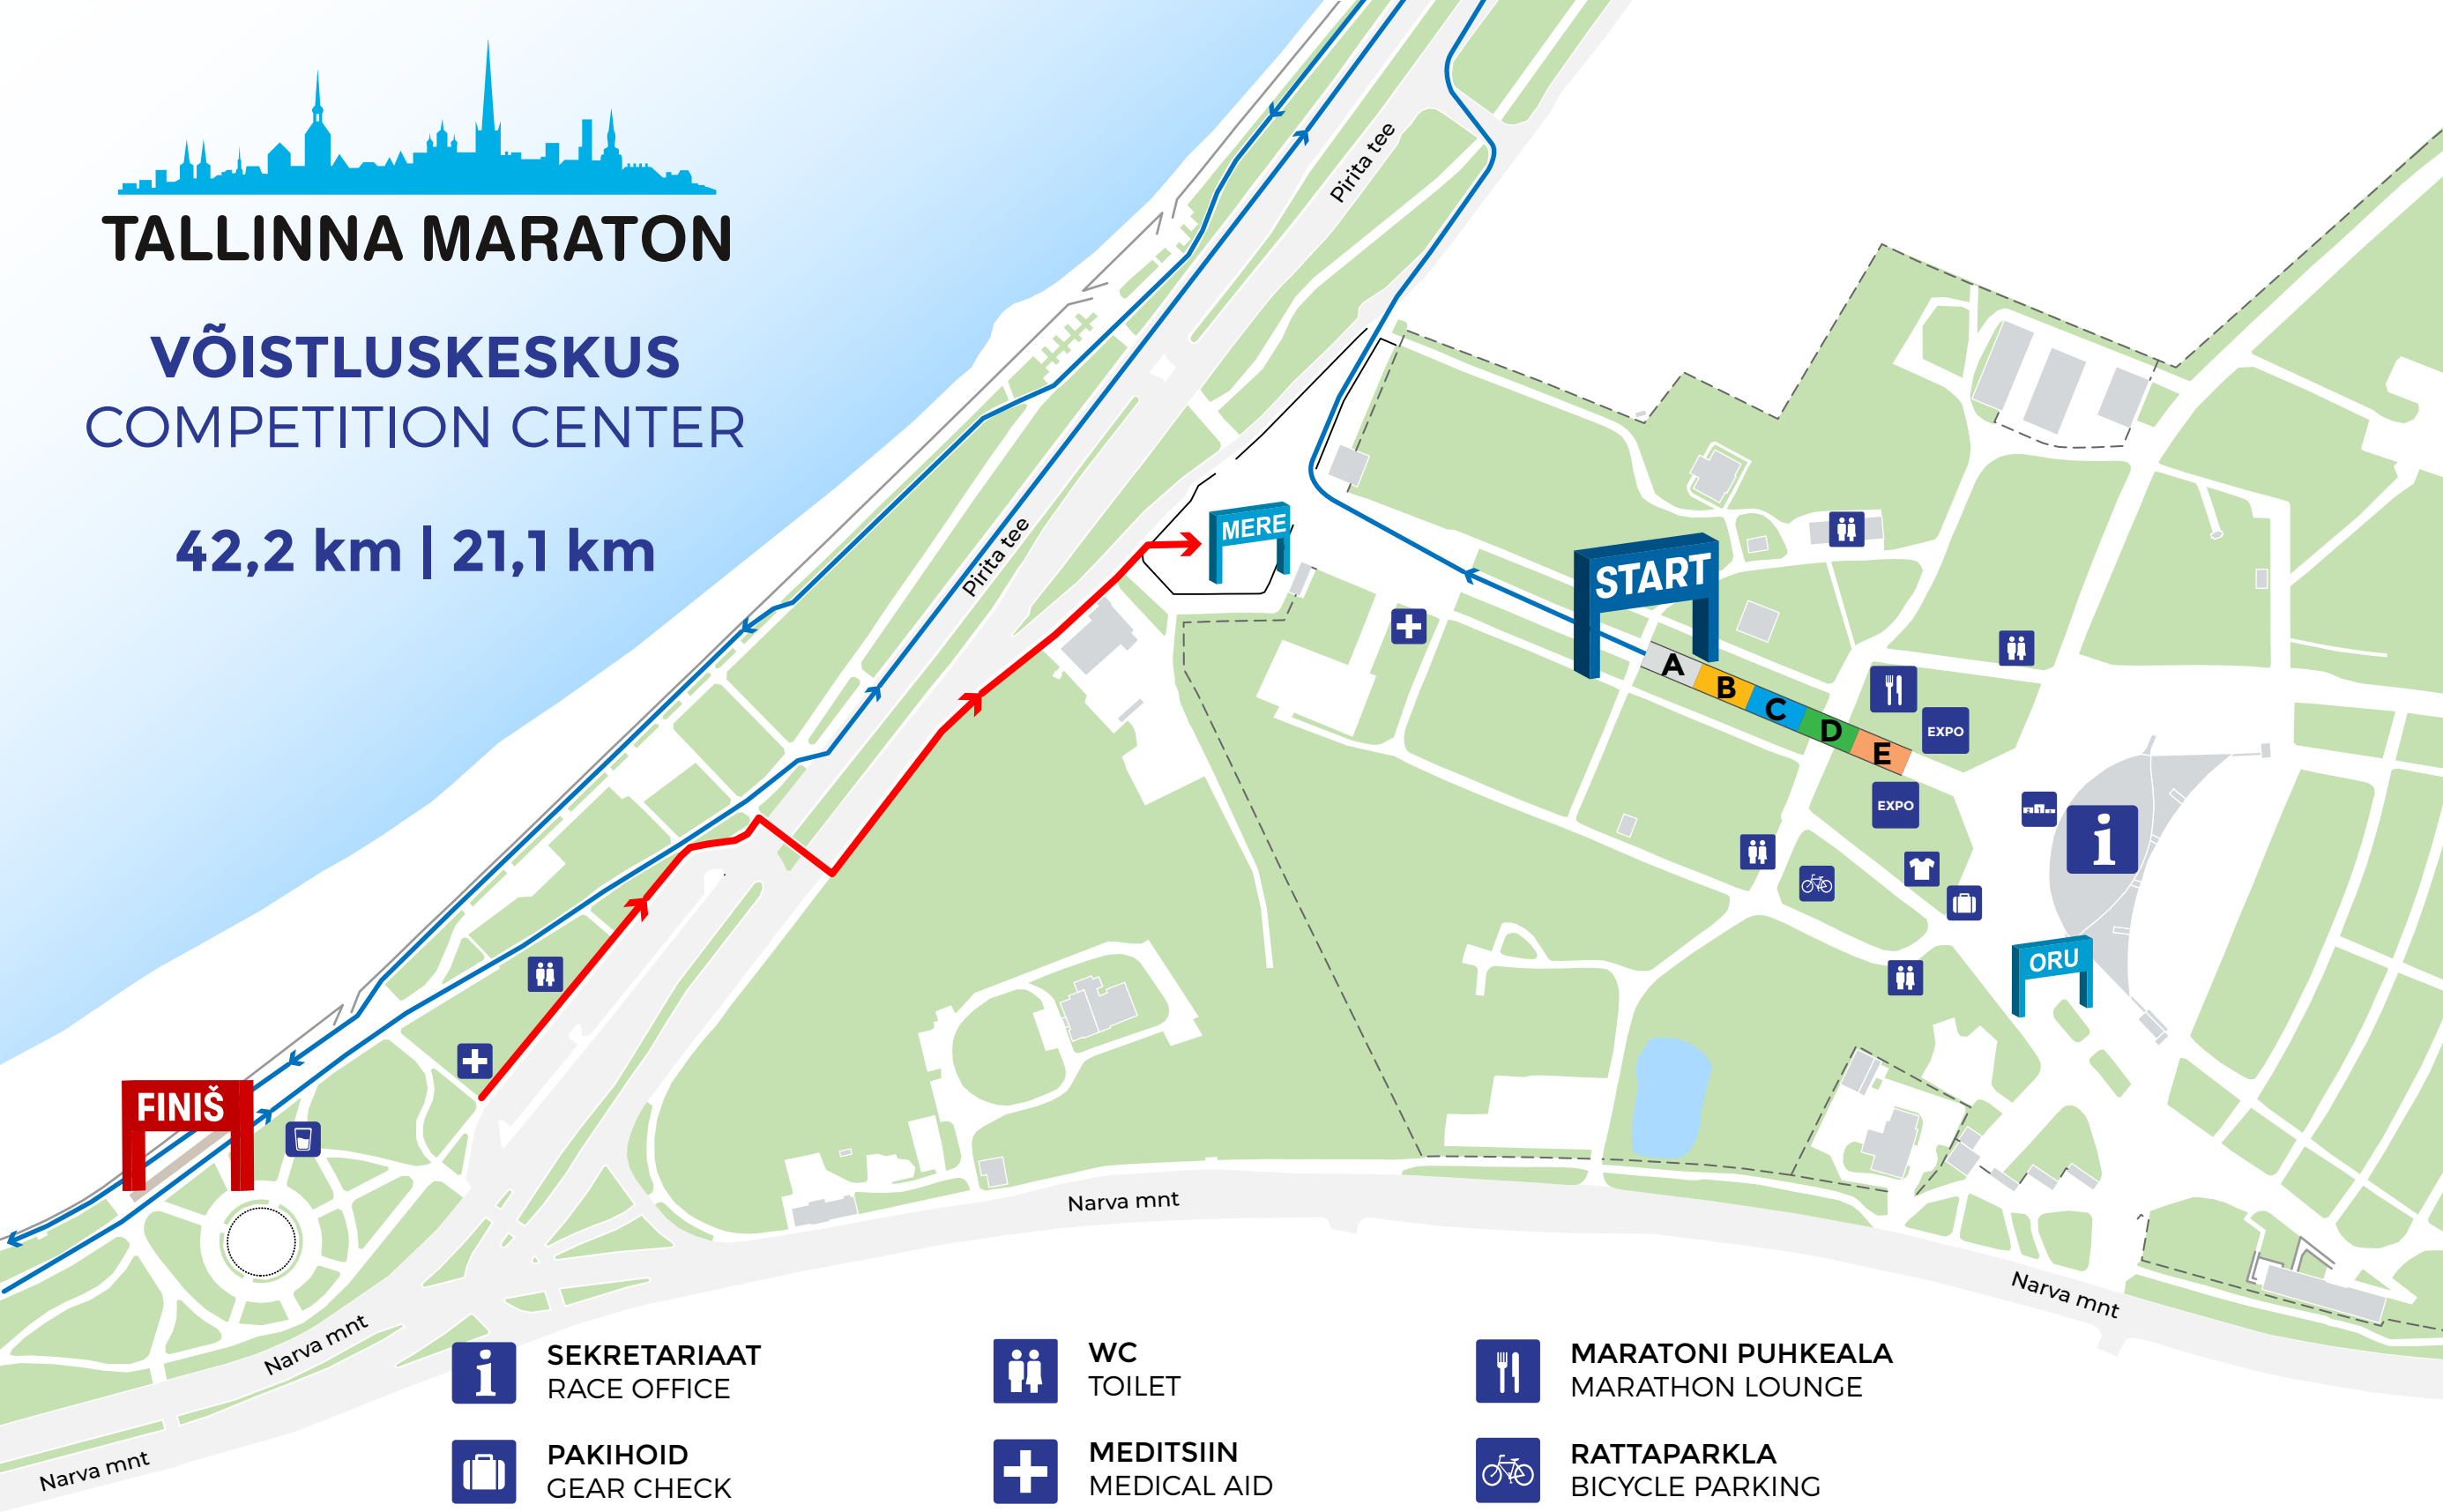 TALLINNA MARATON
VÕISTLUSKESKUS
COMPETITION CENTER
42,2 km | 21,1 km
Pirita tee
Pirita tee
MERE
START
A
B
C
D
E
EXPO
EXPO
i
ORU
FINIŠ
Narva mnt
Narva mnt
Narva mnt
Narva mnt
i
SEKRETARIAAT
RACE OFFICE
PAKIHOID
GEAR CHECK
WC
TOILET
MEDITSIIN
MEDICAL AID
MARATONI PUHKEALA
MARATHON LOUNGE
RATTAPARKLA
BICYCLE PARKING